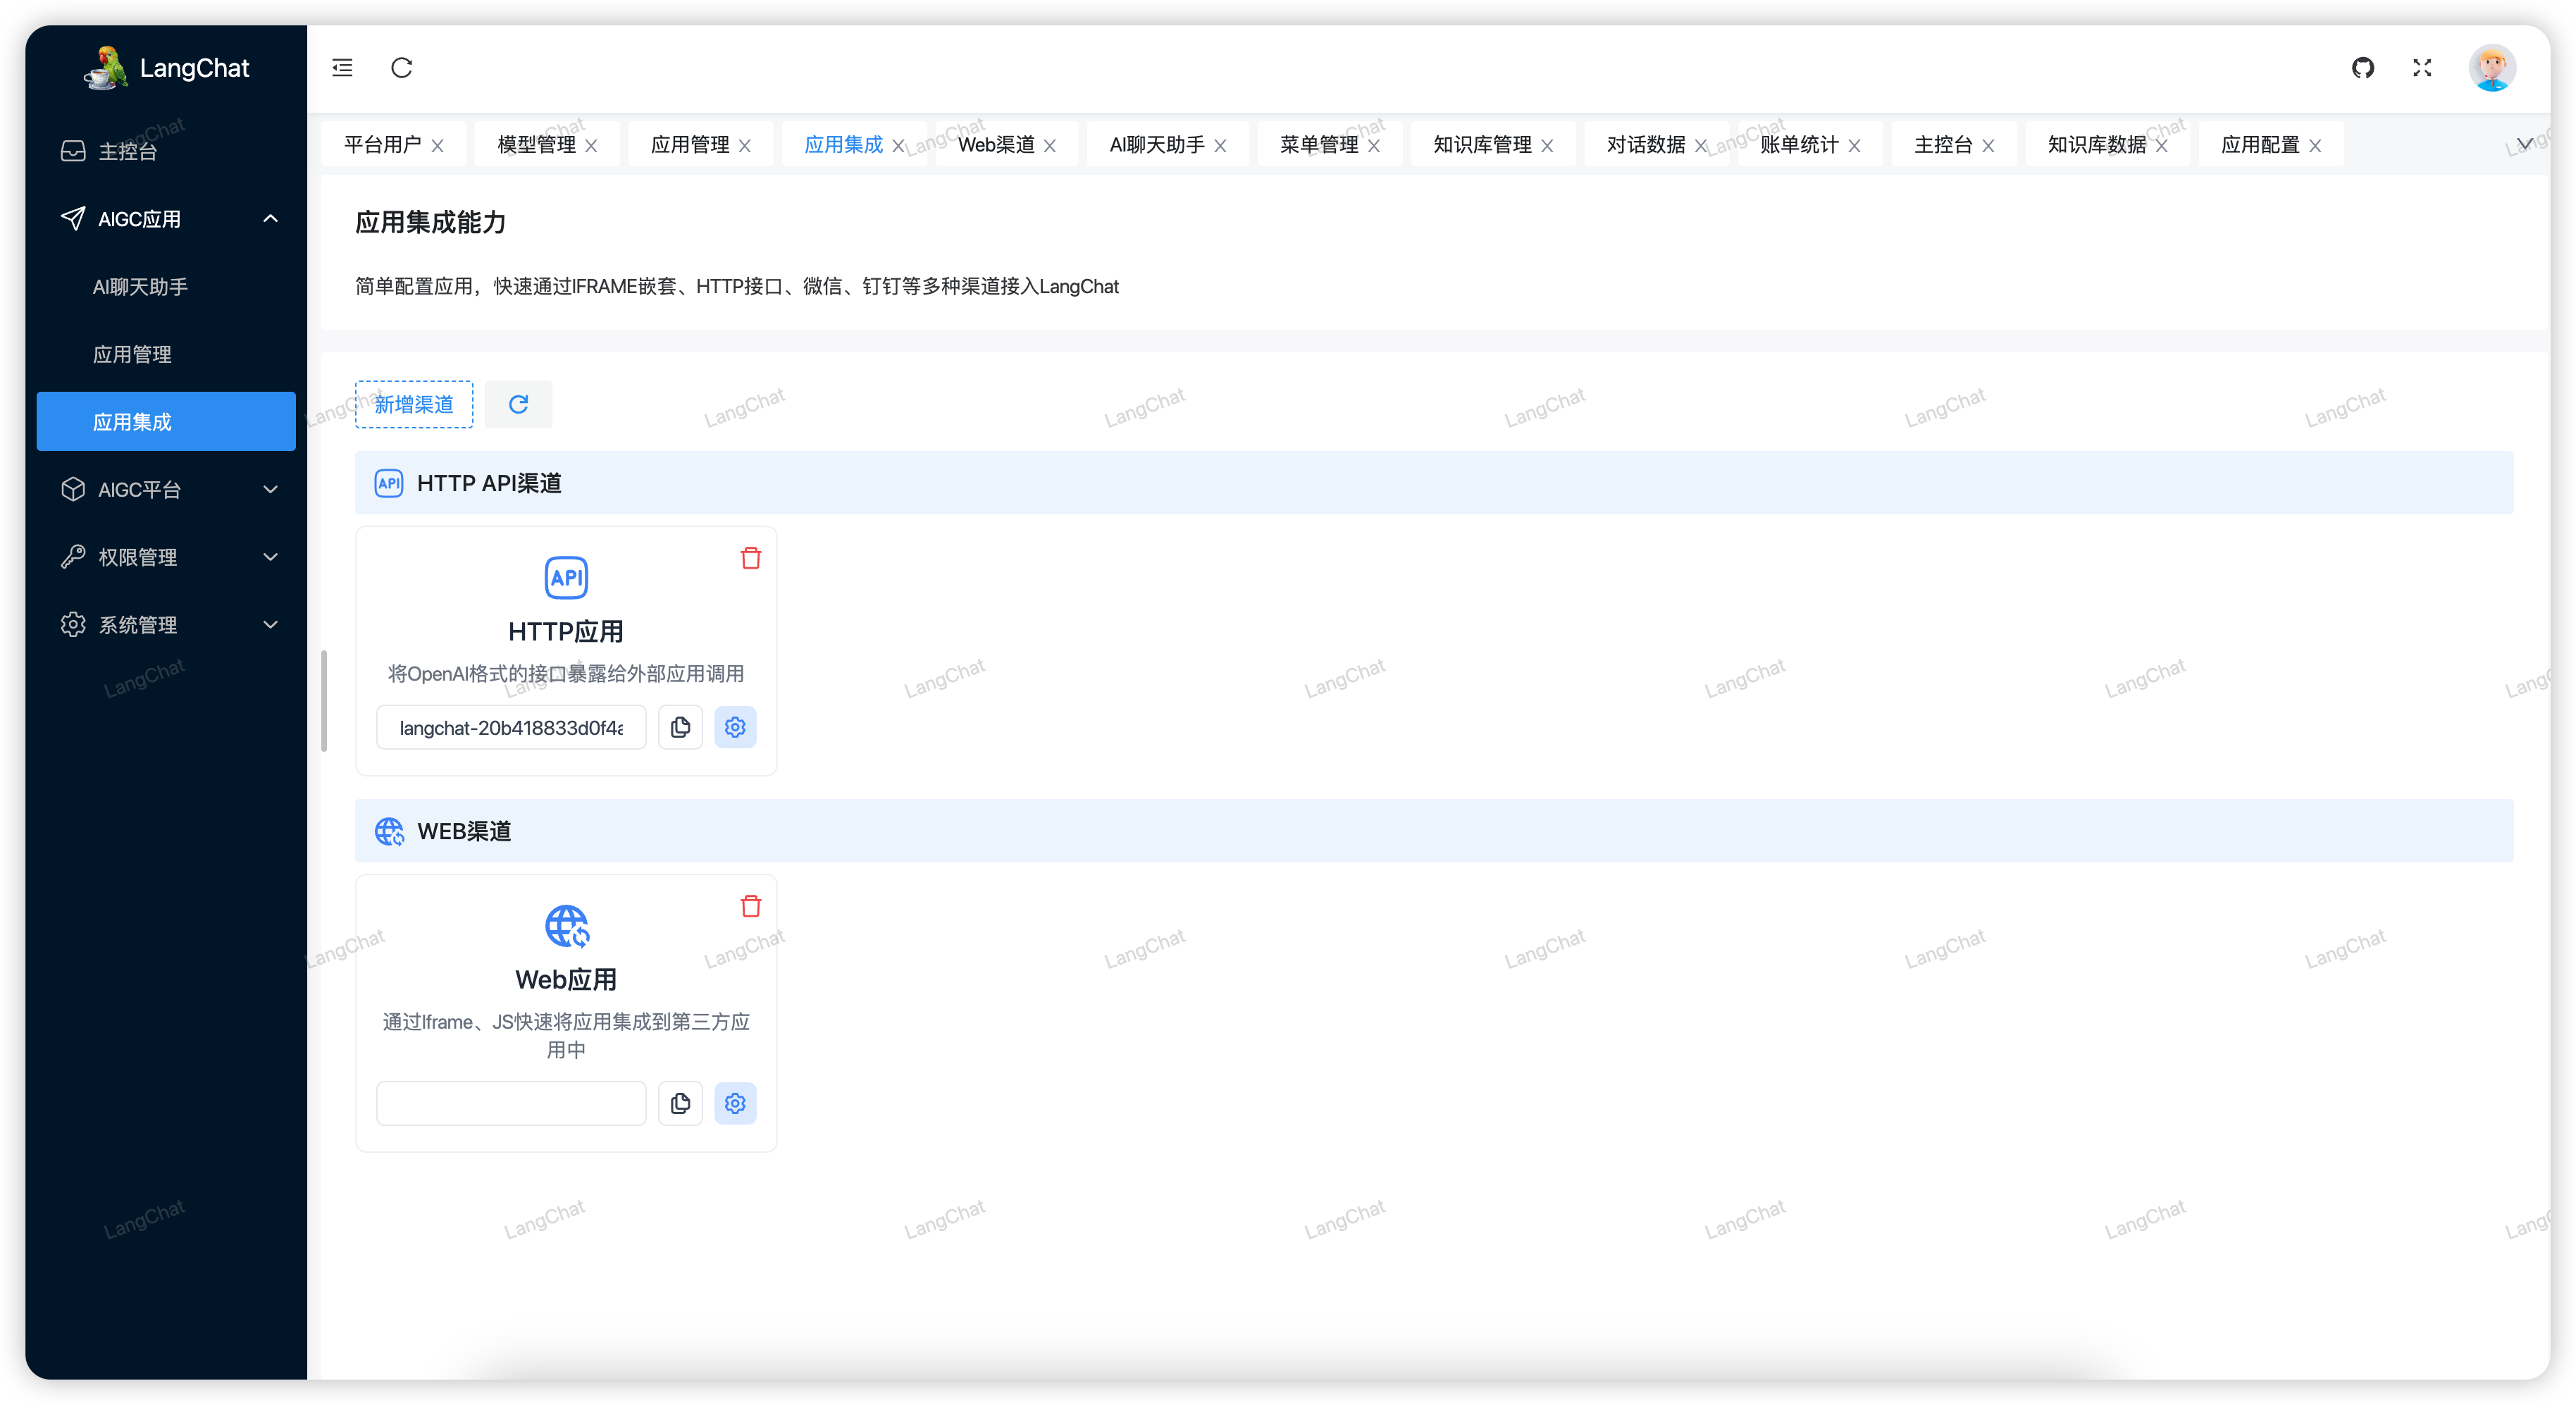 LangChat
主控台
AIGC应用
AI聊天助手
应用管理
应用集成
AIGC平台
权限管理
系统管理
平台用户
模型管理
应用管理
应用集成
Web渠道
AI聊天助手
菜单管理
知识库管理
对话数据
账单统计
主控台
知识库数据
应用配置
应用集成能力
简单配置应用，快速通过IFRAME嵌套、HTTP接口、微信、钉钉等多种渠道接入LangChat
新增渠道
API HTTP API渠道
API
HTTP应用
将OpenAI格式的接口暴露给外部应用调用
langchat-20b418833d0f4a
WEB渠道
Web应用
通过Iframe、JS快速将应用集成到第三方应
用中
LangChat